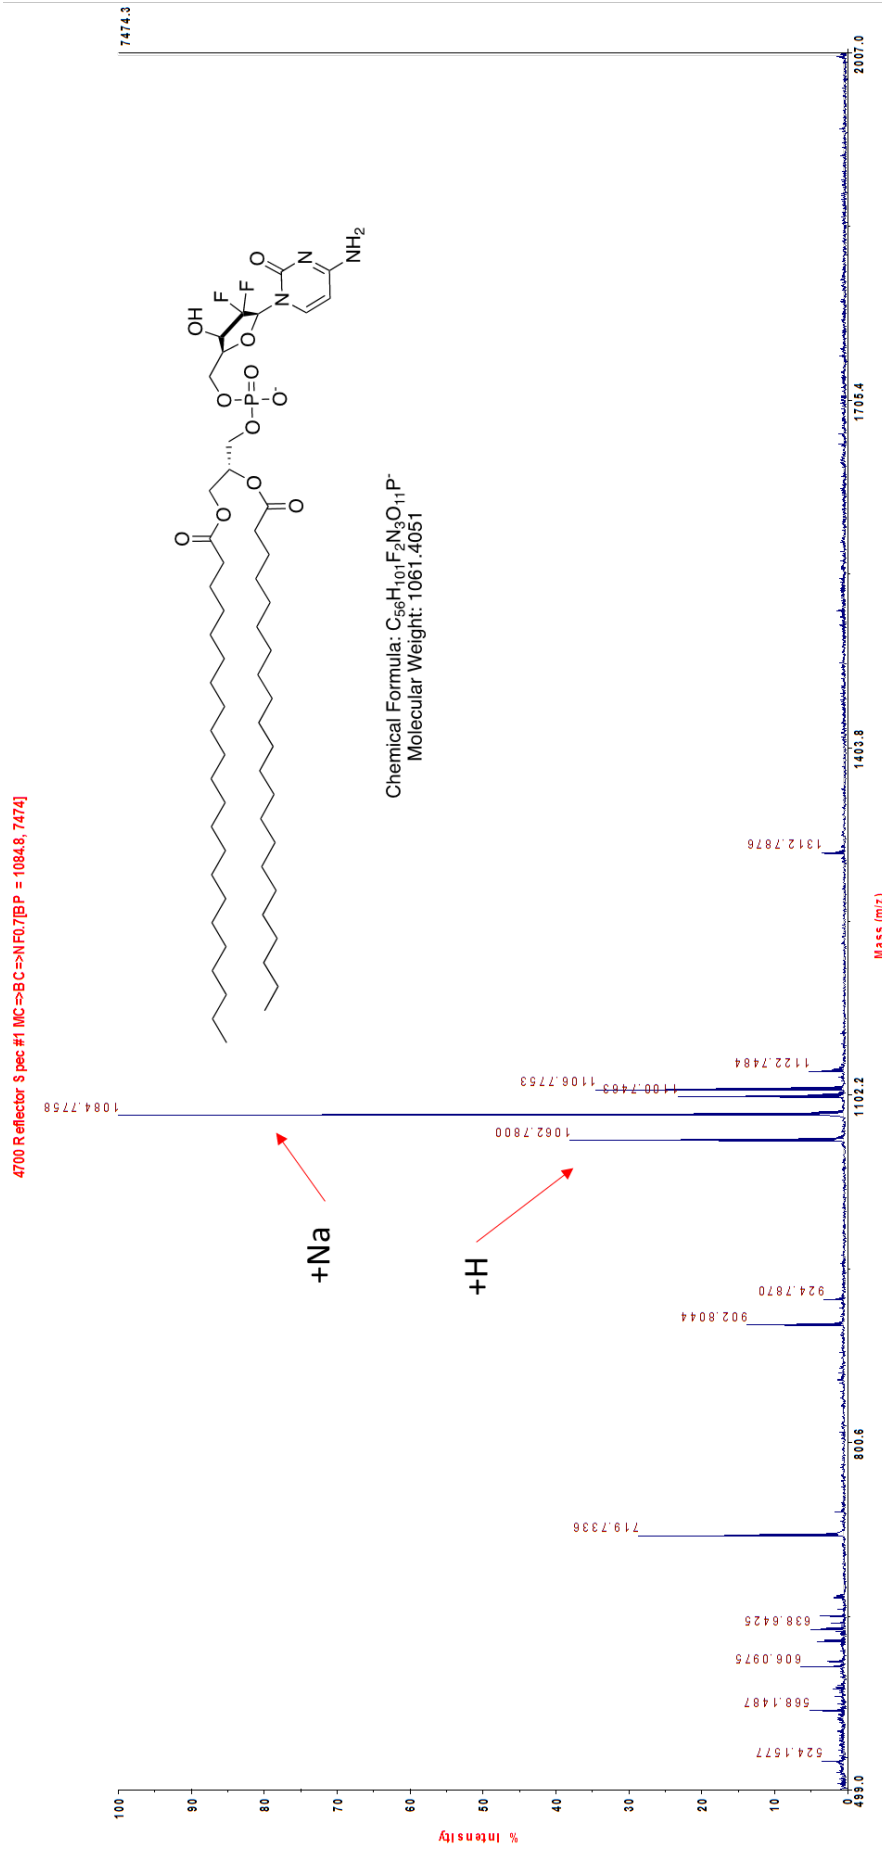 4700 Reflector Spec #1 MC=>BC=>NF0.7[BP = 1084.8, 7474]
7474.3
1084.7758
1106.7753
1100.7463
1122.7484
1062.7800
1312.7876
924.7870
902.8044
719.7336
638.6425
606.0975
568.1487
524.1577
+Na
+H
O
O
O
O
O
P
O
O-
O
OH
F
F
O
N
O
N
NH2
Chemical Formula: C56H101F2N3O11P-
Molecular Weight: 1061.4051
100
90
80
70
60
50
40
30
20
10
0
% Intensity
499.0
800.6
1102.2
1403.8
1705.4
2007.0
Mass (m/z)